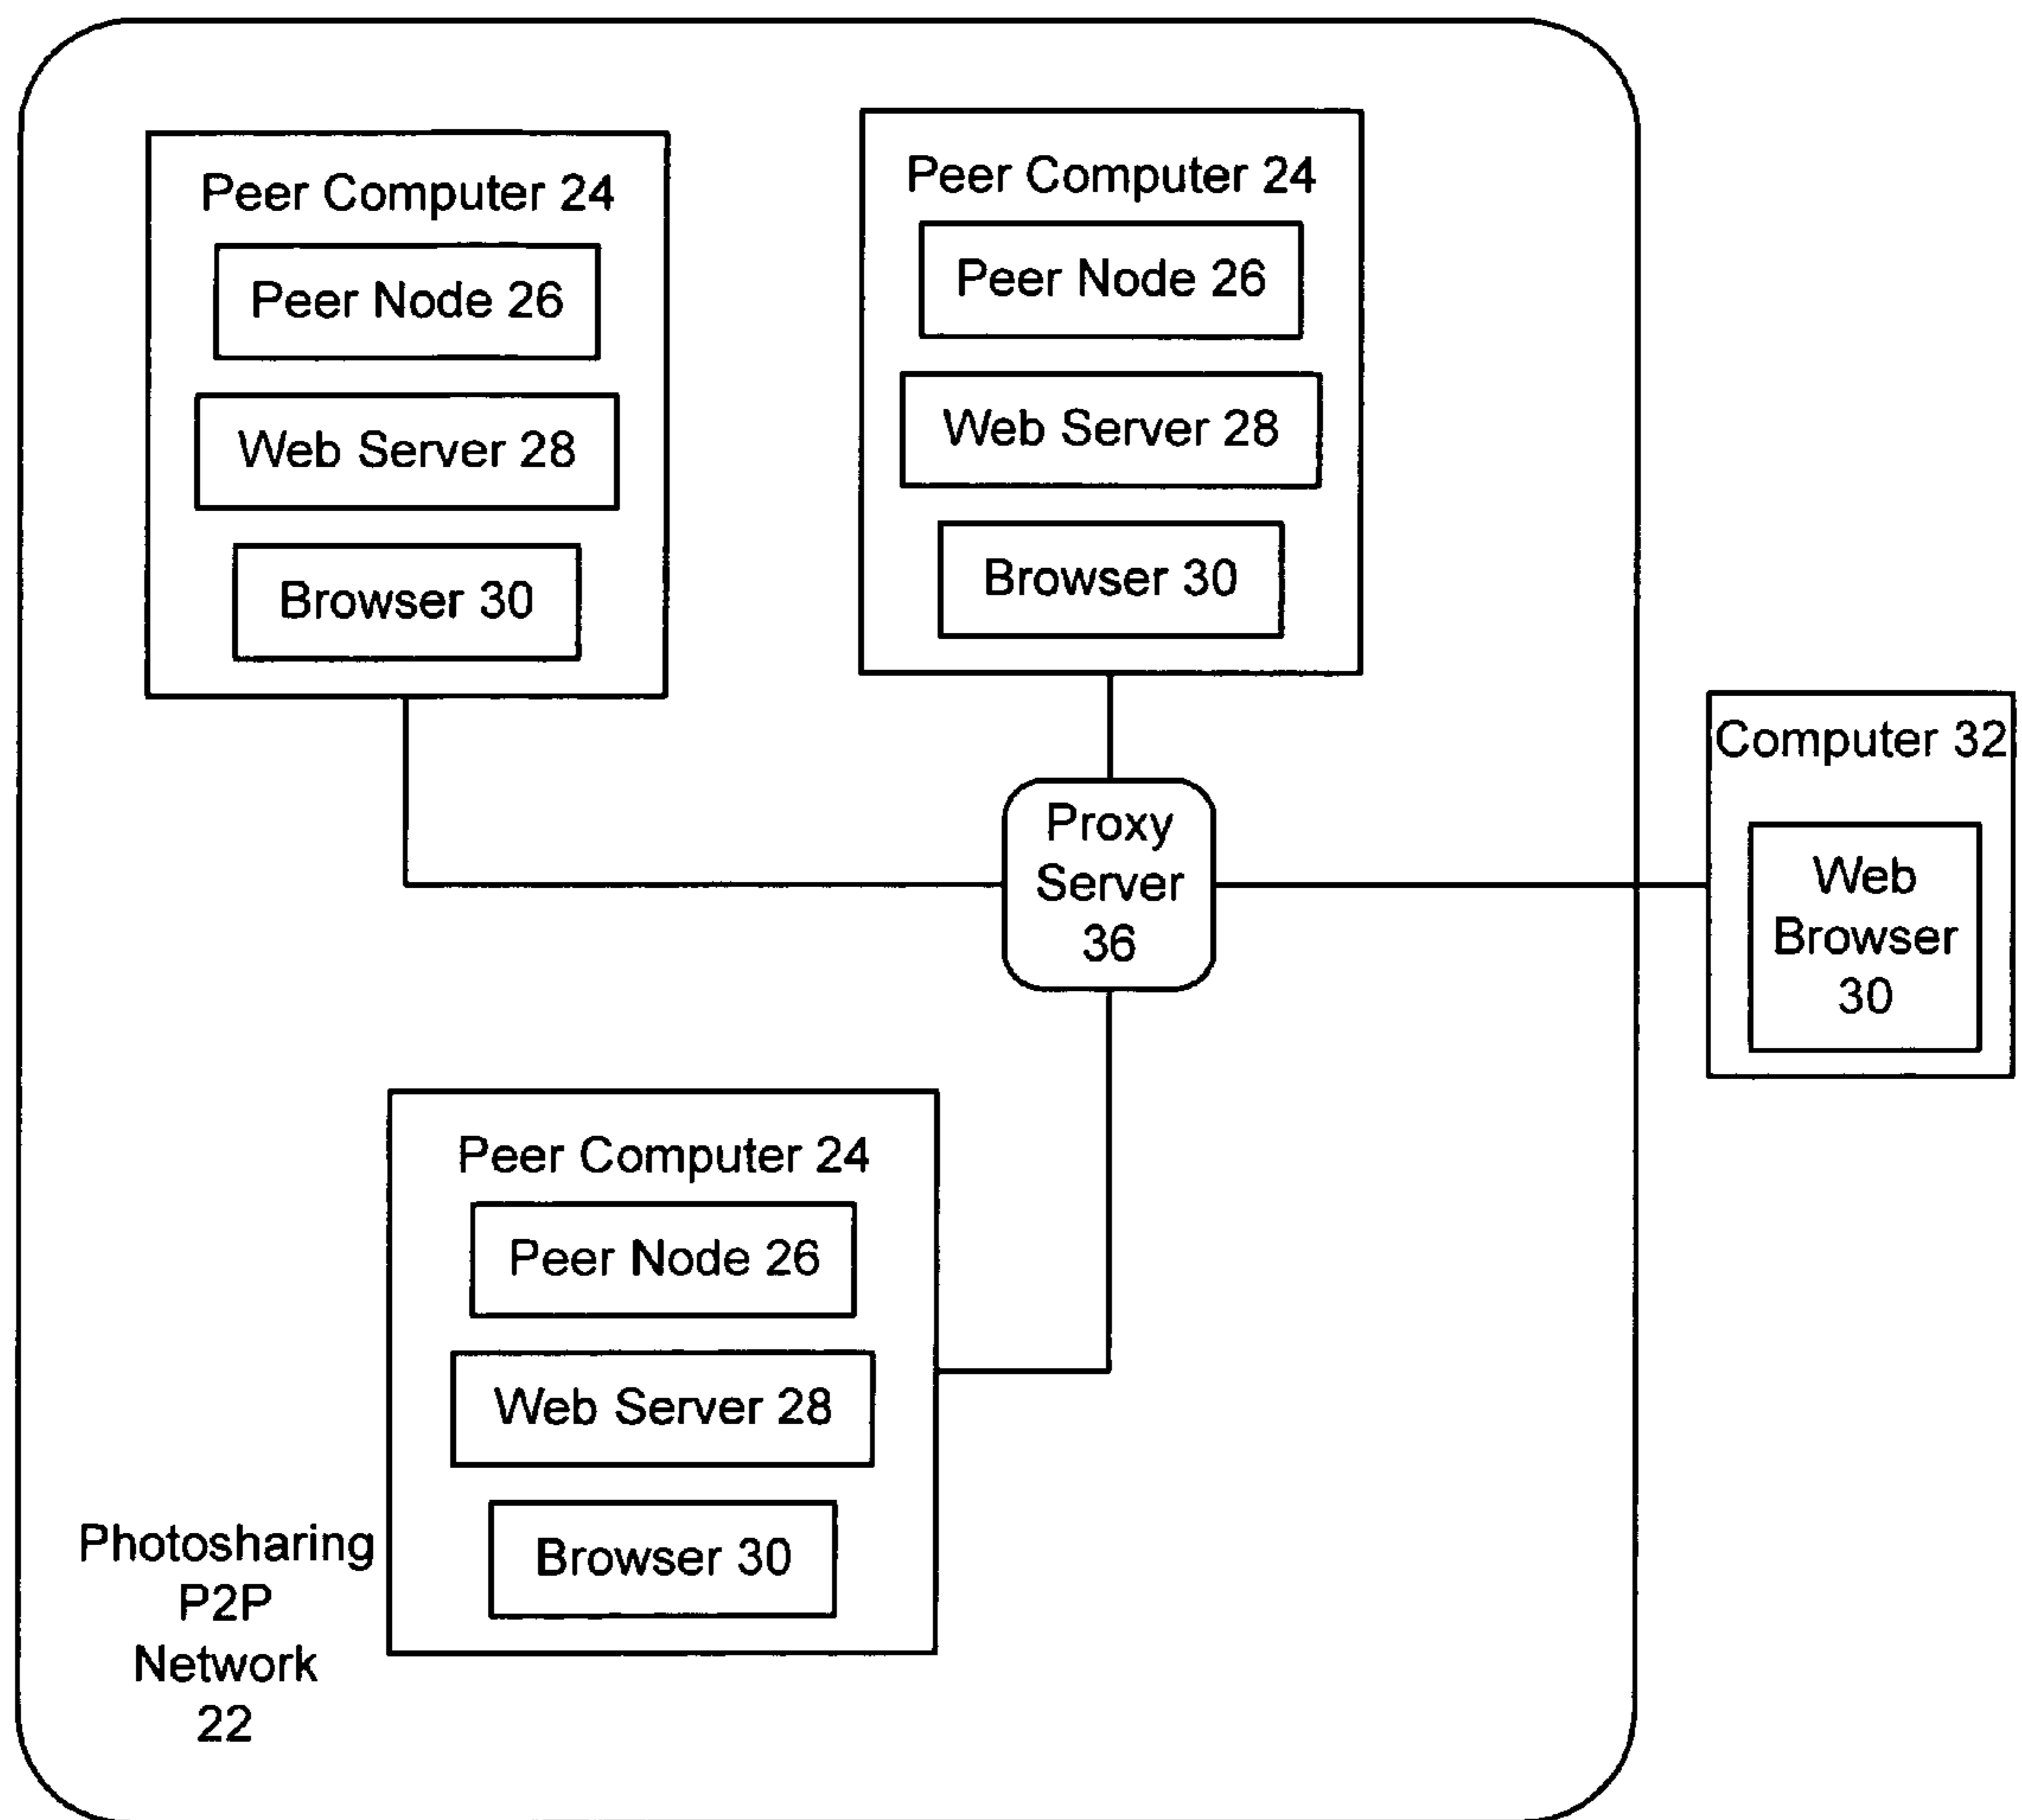 Peer Computer 24
Peer Node 26
Web Server 28
Browser 30
Peer Computer 24
Peer Node 26
Web Server 28
Browser 30
Computer 32
Web
Browser
30
Proxy
Server
36
Peer Computer 24
Peer Node 26
Web Server 28
Browser 30
Photosharing
P2P
Network
22